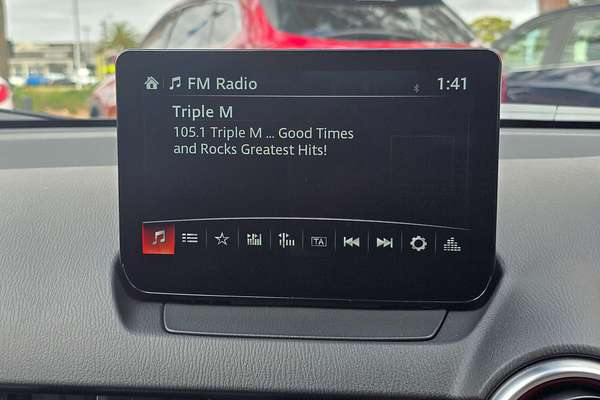 FM Radio 1:41
Triple M
105.1 Triple M ... Good Times
and Rocks Greatest Hits!
TA